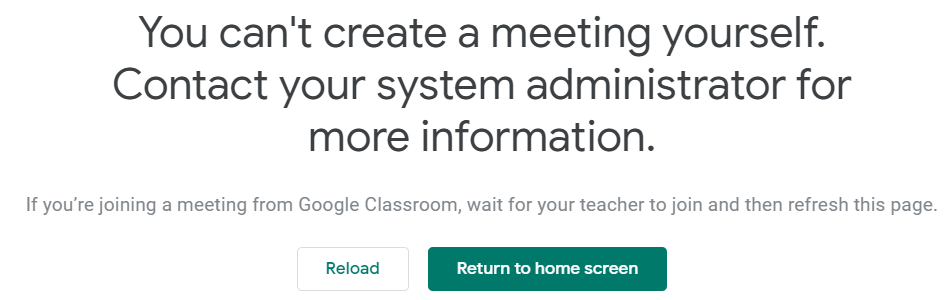 You can't create a meeting yourself.
Contact your system administrator for
more information.
If you’re joining a meeting from Google Classroom, wait for your teacher to join and then refresh this page.
Reload
Return to home screen